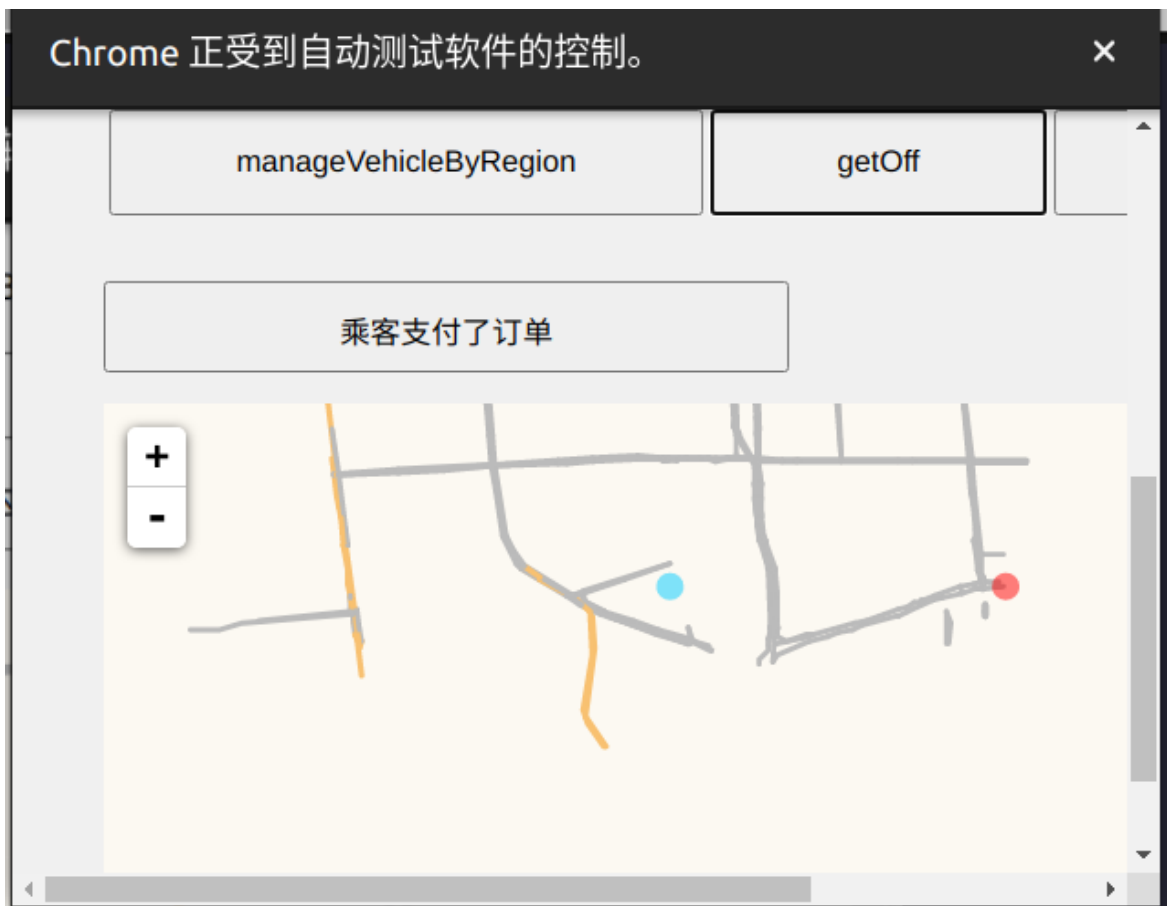 Chrome 正受到自动测试软件的控制。 ×
manageVehicleByRegion getOff
乘客支付了订单
+
-